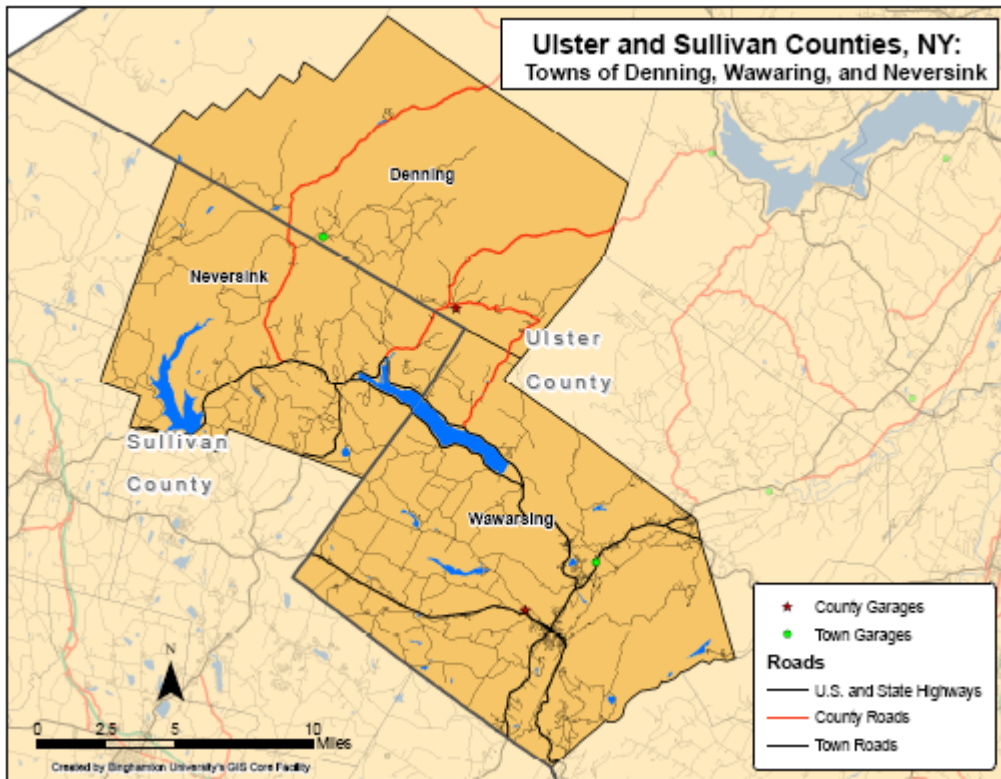 Ulster and Sullivan Counties, NY:
Towns of Denning, Wawaring, and Neversink
Denning
Neversink
Ulster
County
Sullivan
County
Wawarsing
County Garages
Town Garages
Roads
U.S. and State Highways
County Roads
Town Roads
N
0 2.5 5 10
Miles
Created by Binghamton University's GIS Core Facility